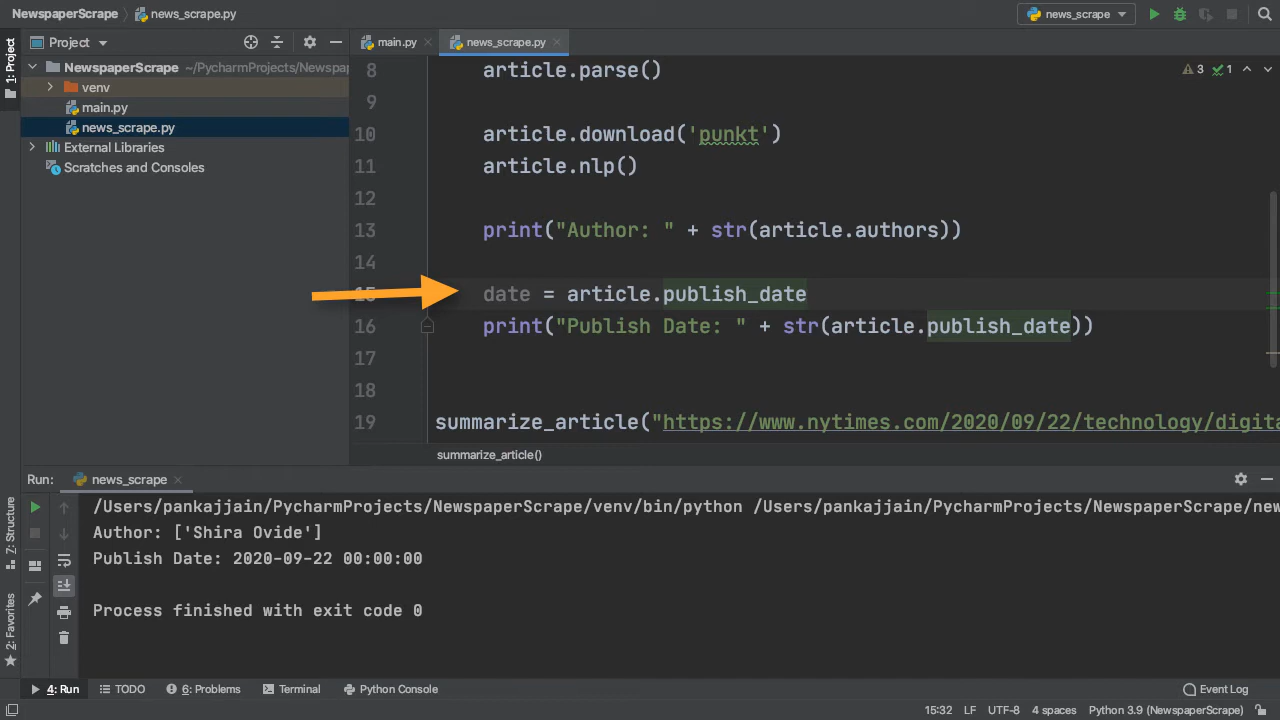 NewspaperScrape news_scrape.py news_scrape
1: Project
Project
main.py news_scrape.py
NewspaperScrape ~/PycharmProjects/Newspap
venv
main.py
news_scrape.py
External Libraries
Scratches and Consoles
3 1
8 article.parse()
9
10 article.download('punkt')
11 article.nlp()
12
13 print("Author: " + str(article.authors))
14
15 date = article.publish_date
16 print("Publish Date: " + str(article.publish_date))
17
18
19 summarize_article("https://www.nytimes.com/2020/09/22/technology/digita
summarize_article()
Run: news_scrape
Z: Structure
2: Favorites
/Users/pankajjain/PycharmProjects/NewspaperScrape/venv/bin/python /Users/pankajjain/PycharmProjects/NewspaperScrape/new
Author: ['Shira Ovide']
Publish Date: 2020-09-22 00:00:00
Process finished with exit code 0
4: Run TODO 6: Problems Terminal Python Console Event Log
15:32 LF UTF-8 4 spaces Python 3.9 (NewspaperScrape)